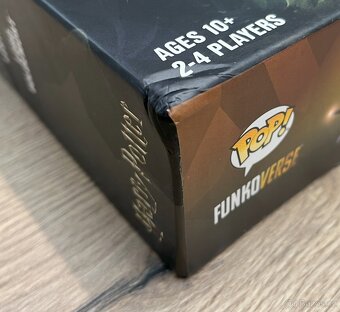 AGES 10+
2-4 PLAYERS
POP!
FUNKOVERSE
Harry Potter